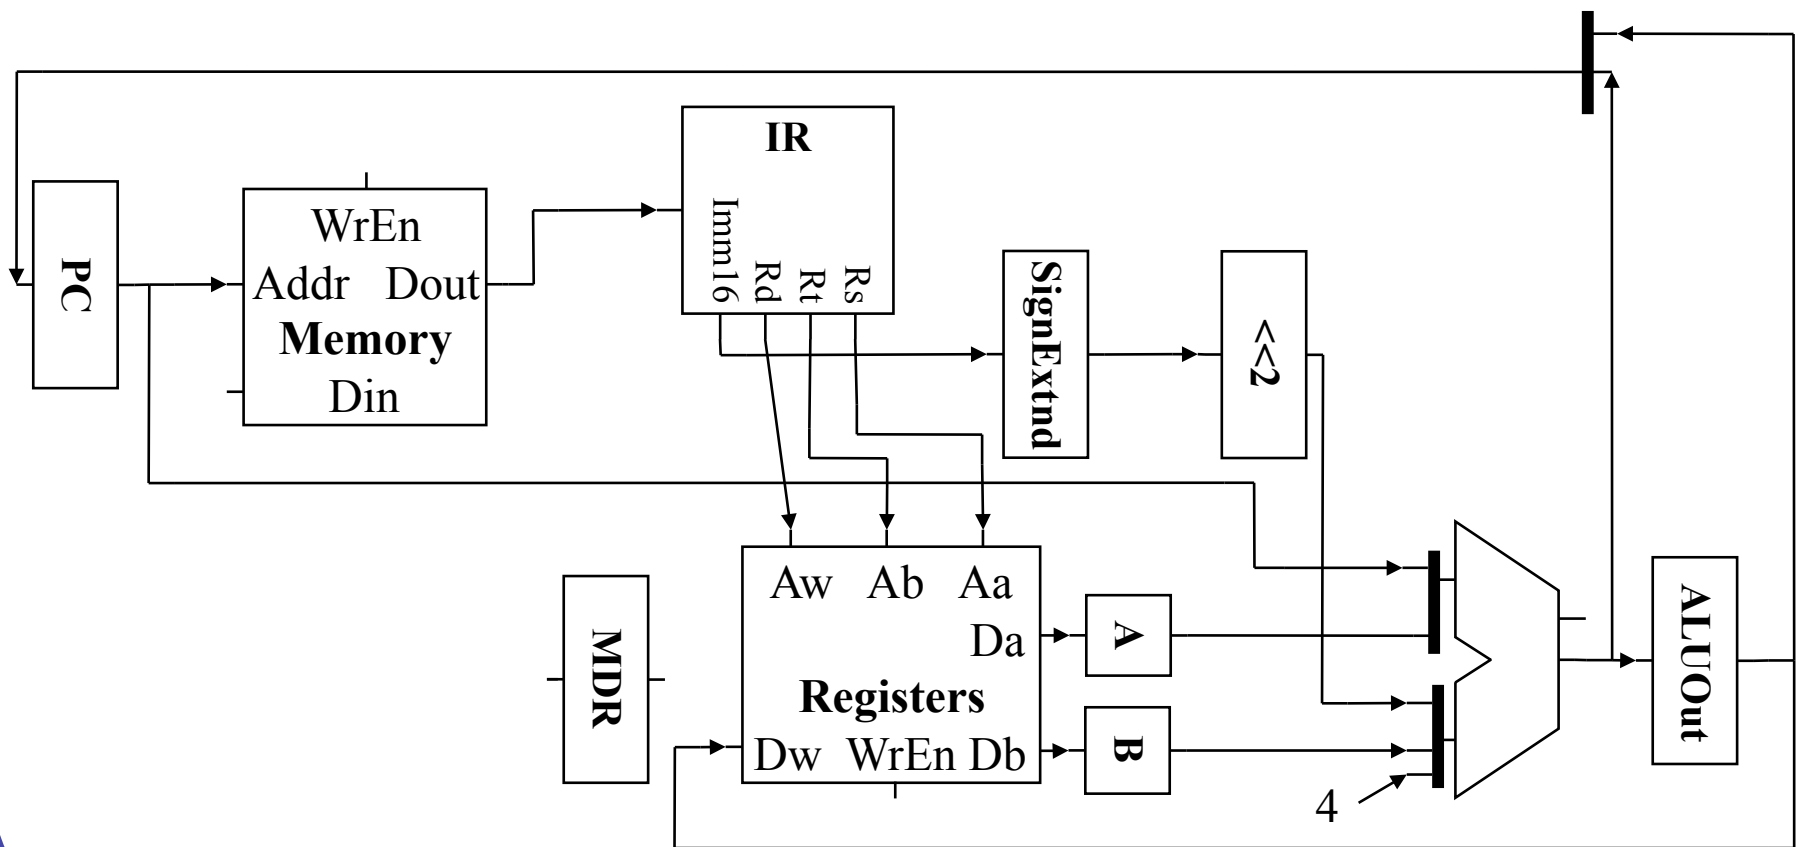 IR
Imm16
Rd
Rt
Rs
PC
WrEn
Addr Dout
Memory
Din
SignExtnd
<<2
MDR
Aw Ab Aa
Da
Registers
Dw WrEn Db
A
B
4
ALUOut